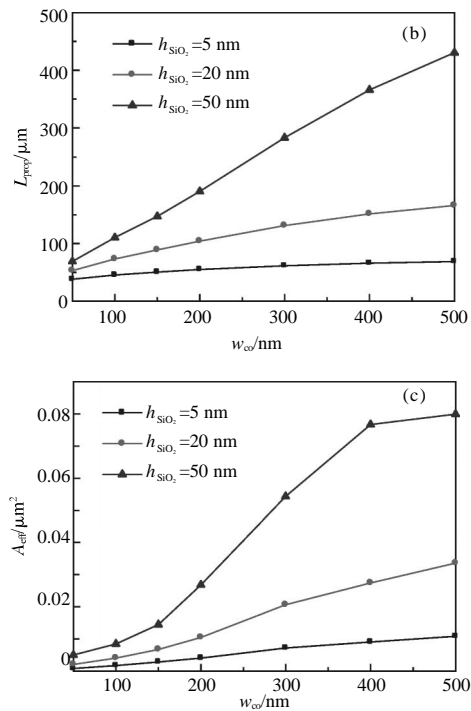 500
(b)
h_SiO₂=5 nm
400
h_SiO₂=20 nm
h_SiO₂=50 nm
300
L_prop/μm
200
100
0
100 200 300 400 500
w_co/nm
(c)
0.08
h_SiO₂=5 nm
h_SiO₂=20 nm
0.06
h_SiO₂=50 nm
A_eff/μm²
0.04
0.02
0
100 200 300 400 500
w_co/nm